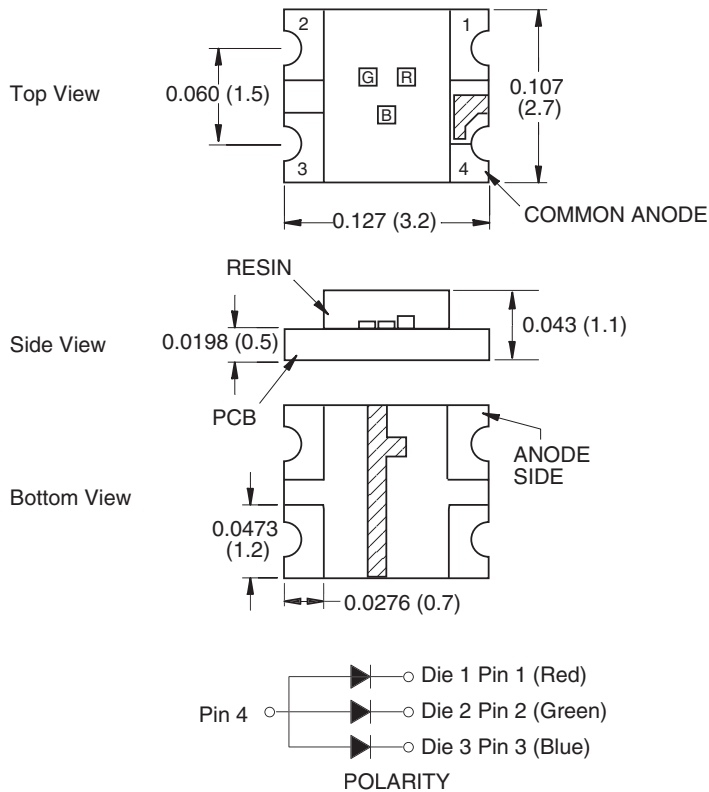 2
1
G
R
B
Top View
0.060 (1.5)
0.107
(2.7)
3
4
0.127 (3.2)
COMMON ANODE
RESIN
0.043 (1.1)
Side View
0.0198 (0.5)
PCB
ANODE
SIDE
Bottom View
0.0473
(1.2)
0.0276 (0.7)
Die 1 Pin 1 (Red)
Pin 4
Die 2 Pin 2 (Green)
Die 3 Pin 3 (Blue)
POLARITY